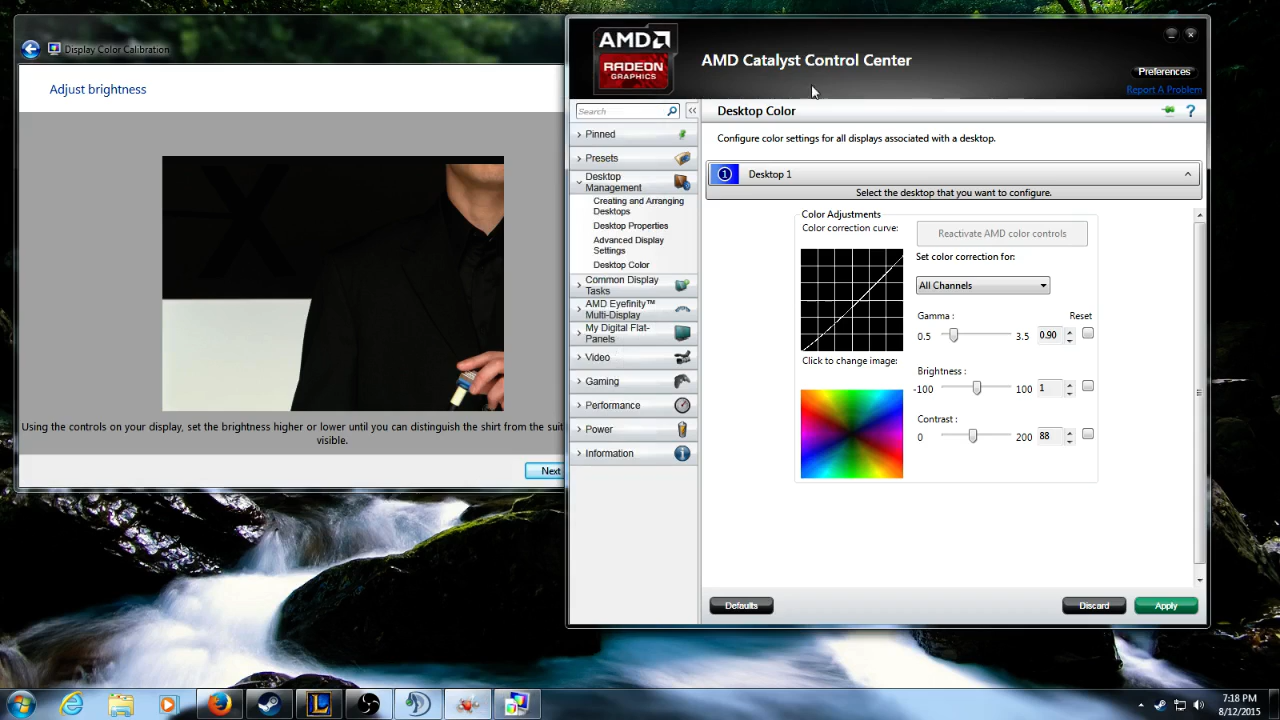 Display Color Calibration
Adjust brightness
X
Using the controls on your display, set the brightness higher or lower until you can distinguish the shirt from the suit
visible.
Next
AMD
RADEON
GRAPHICS
AMD Catalyst Control Center
Preferences
Report A Problem
Search
Pinned
Presets
Desktop
Management
Creating and Arranging
Desktops
Desktop Properties
Advanced Display
Settings
Desktop Color
Common Display
Tasks
AMD Eyefinity™
Multi-Display
My Digital Flat-
Panels
Video
Gaming
Performance
Power
Information
Desktop Color
?
Configure color settings for all displays associated with a desktop.
1
Desktop 1
Select the desktop that you want to configure.
Color Adjustments
Color correction curve:
Reactivate AMD color controls
Set color correction for:
All Channels
Gamma :
Reset
0.5
3.5
0.90
Click to change image:
Brightness :
-100
100
1
Contrast :
0
200
88
Defaults
Discard
Apply
L
7:18 PM
8/12/2015